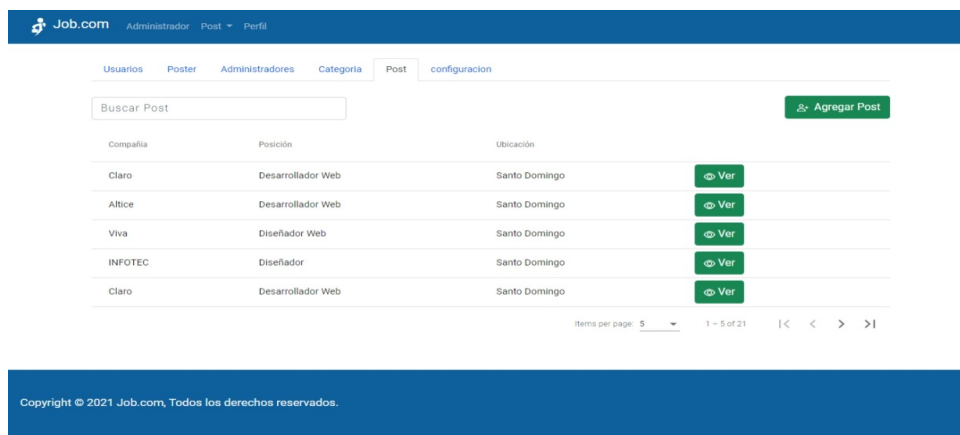 Job.com Administrador Post Perfil
Usuarios Poster Administradores Categoria Post configuracion
Buscar Post Agregar Post
Compañia Posición Ubicación
Claro Desarrollador Web Santo Domingo Ver
Altice Desarrollador Web Santo Domingo Ver
Viva Diseñador Web Santo Domingo Ver
INFOTEC Diseñador Santo Domingo Ver
Claro Desarrollador Web Santo Domingo Ver
Items per page: 5 1 – 5 of 21
Copyright © 2021 Job.com, Todos los derechos reservados.